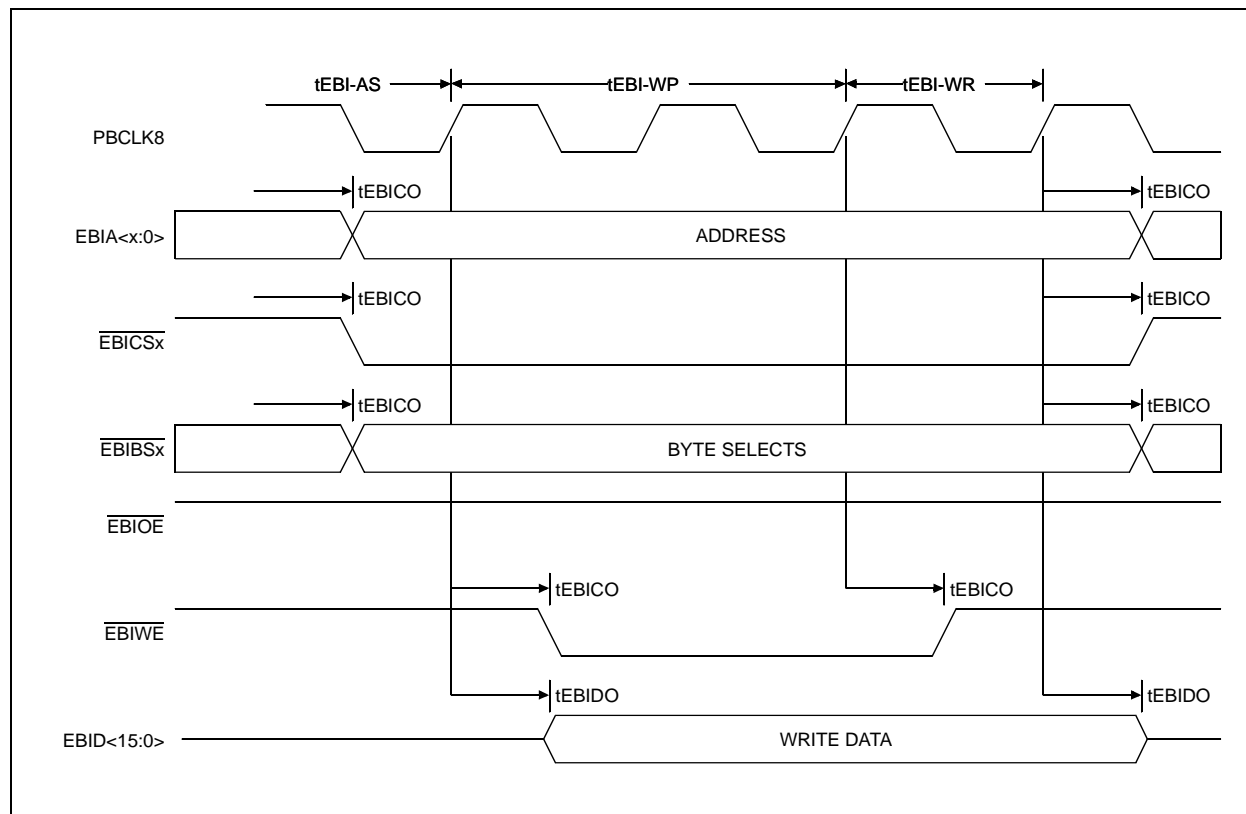 tEBI-AS tEBI-WP tEBI-WR
PBCLK8
tEBICO tEBICO
EBIA<x:0> ADDRESS
tEBICO tEBICO
EBICSx
tEBICO tEBICO
EBIBSx BYTE SELECTS
EBIOE
tEBICO tEBICO
EBIWE
tEBIDO tEBIDO
EBID<15:0> WRITE DATA